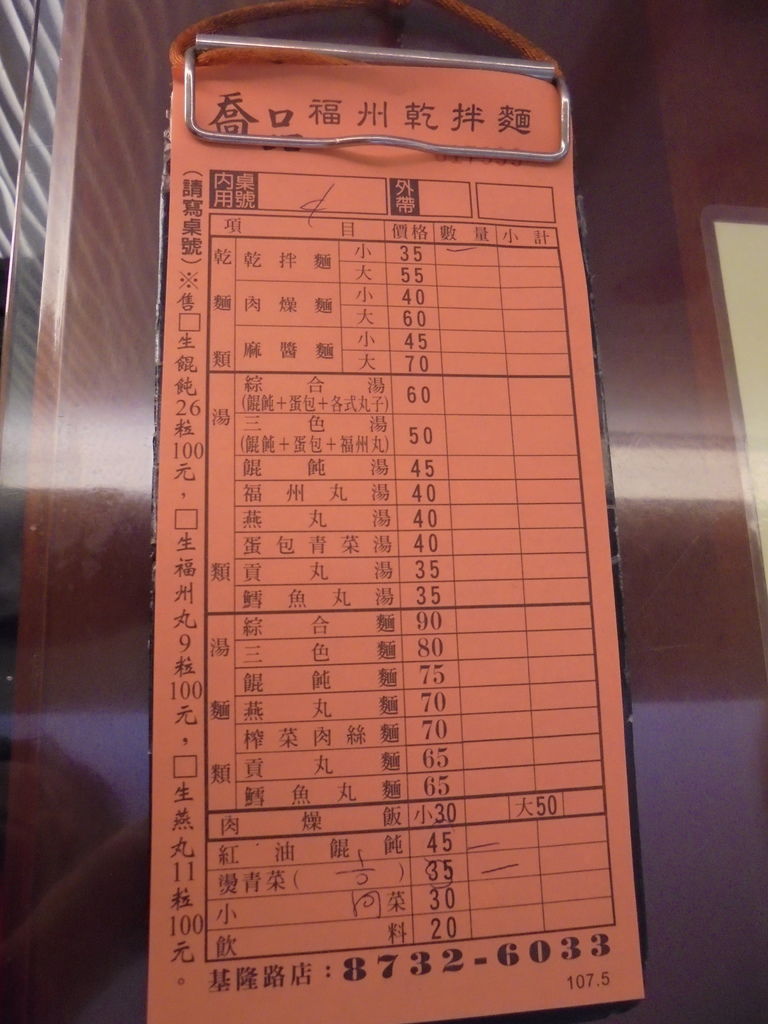 喬口福州乾拌麵
內用 桌號 外帶
項目 價格 數量 小計
乾麵類
乾拌麵 小 35
大 55
肉燥麵 小 40
大 60
麻醬麵 小 45
大 70
湯類
綜合湯 60
(餛飩+蛋包+各式丸子)
三色湯 50
(餛飩+蛋包+福州丸)
餛飩湯 45
福州丸湯 40
燕丸湯 40
蛋包青菜湯 40
貢丸湯 35
鱈魚丸湯 35
湯麵類
綜合麵 90
三色麵 80
餛飩麵 75
燕丸麵 70
榨菜肉絲麵 70
貢丸麵 65
鱈魚丸麵 65
肉燥飯 小30 大50
紅油餛飩 45
燙青菜( ) 35
小菜 30
飲料 20
基隆路店：8732-6033
107.5
(請寫桌號)※售□生餛飩26粒100元，□生福州丸9粒100元，□生燕丸11粒100元。